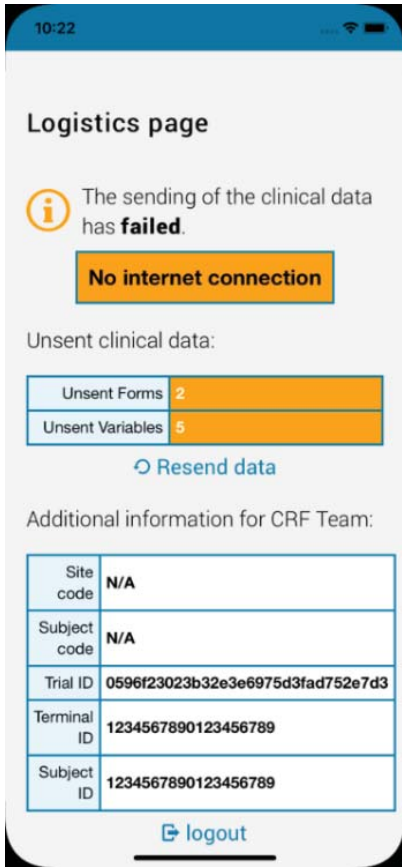 10:22
Logistics page
The sending of the clinical data
has failed.
No internet connection
Unsent clinical data:
Unsent Forms 2
Unsent Variables 5
Resend data
Additional information for CRF Team:
Site
code N/A
Subject
code N/A
Trial ID 0596f23023b32e3e6975d3fad752e7d3
Terminal
ID 1234567890123456789
Subject
ID 1234567890123456789
logout